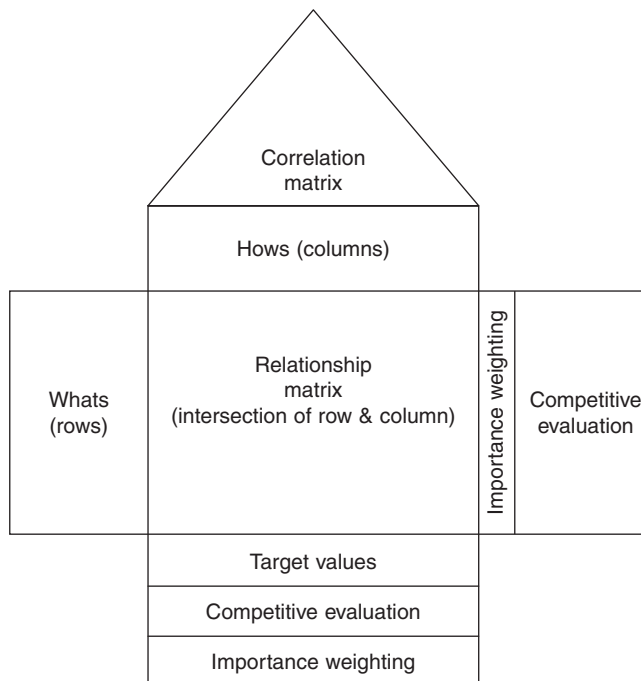 Correlation
matrix
Hows (columns)
Whats
(rows)
Relationship
matrix
(intersection of row & column)
Importance weighting
Competitive
evaluation
Target values
Competitive evaluation
Importance weighting